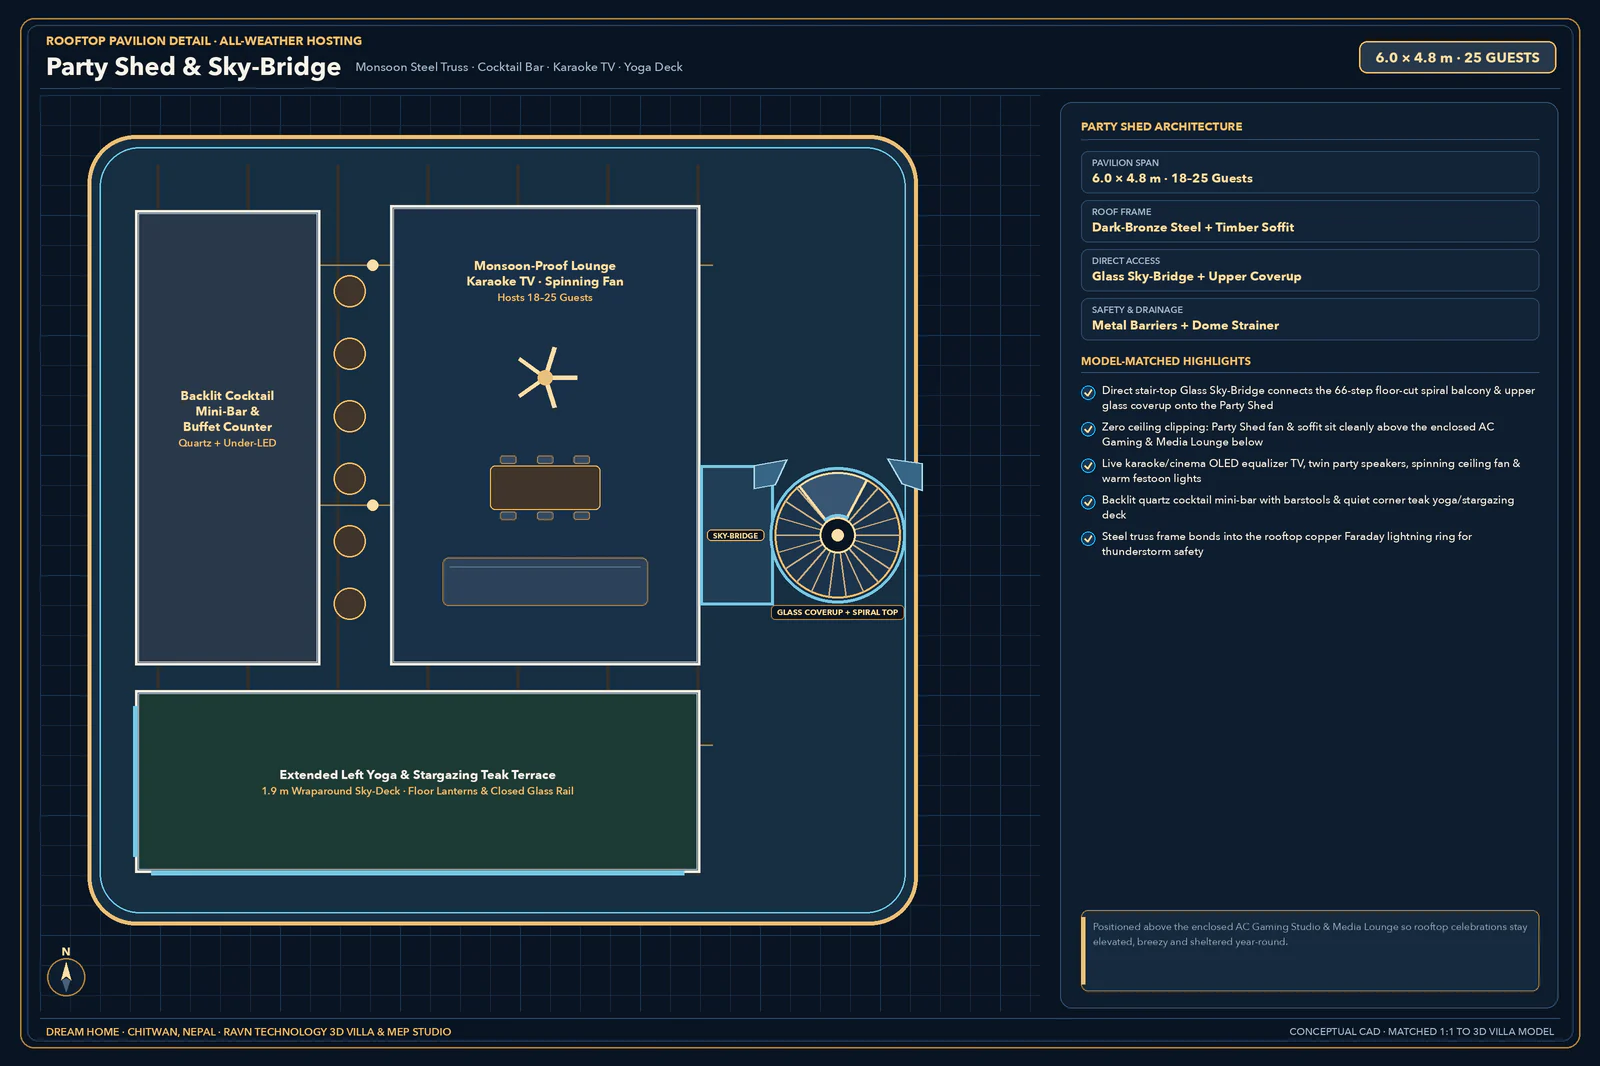 ROOFTOP PAVILION DETAIL · ALL-WEATHER HOSTING
Party Shed & Sky-Bridge
Monsoon Steel Truss · Cocktail Bar · Karaoke TV · Yoga Deck
6.0 × 4.8 m · 25 GUESTS
Monsoon-Proof Lounge
Karaoke TV · Spinning Fan
Hosts 18–25 Guests
Backlit Cocktail
Mini-Bar &
Buffet Counter
Quartz + Under-LED
SKY-BRIDGE
GLASS COVERUP + SPIRAL TOP
Extended Left Yoga & Stargazing Teak Terrace
1.9 m Wraparound Sky-Deck · Floor Lanterns & Closed Glass Rail
N
PARTY SHED ARCHITECTURE
PAVILION SPAN
6.0 × 4.8 m · 18–25 Guests
ROOF FRAME
Dark-Bronze Steel + Timber Soffit
DIRECT ACCESS
Glass Sky-Bridge + Upper Coverup
SAFETY & DRAINAGE
Metal Barriers + Dome Strainer
MODEL-MATCHED HIGHLIGHTS
Direct stair-top Glass Sky-Bridge connects the 66-step floor-cut spiral balcony & upper
glass coverup onto the Party Shed
Zero ceiling clipping: Party Shed fan & soffit sit cleanly above the enclosed AC
Gaming & Media Lounge below
Live karaoke/cinema OLED equalizer TV, twin party speakers, spinning ceiling fan &
warm festoon lights
Backlit quartz cocktail mini-bar with barstools & quiet corner teak yoga/stargazing
deck
Steel truss frame bonds into the rooftop copper Faraday lightning ring for
thunderstorm safety
Positioned above the enclosed AC Gaming Studio & Media Lounge so rooftop celebrations stay
elevated, breezy and sheltered year-round.
DREAM HOME · CHITWAN, NEPAL · RAVN TECHNOLOGY 3D VILLA & MEP STUDIO
CONCEPTUAL CAD · MATCHED 1:1 TO 3D VILLA MODEL